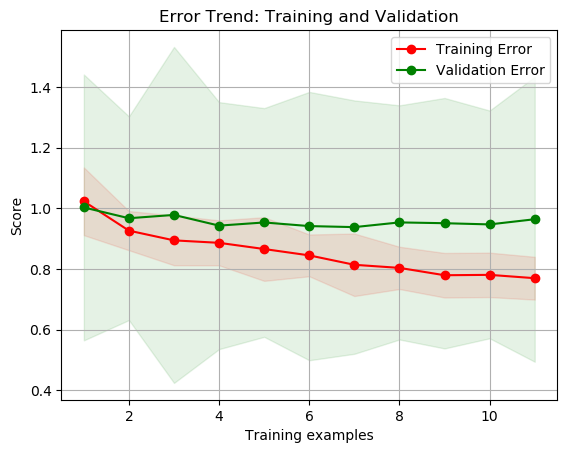 Error Trend: Training and Validation
Training Error
Validation Error
Score
1.4
1.2
1.0
0.8
0.6
0.4
2 4 6 8 10
Training examples